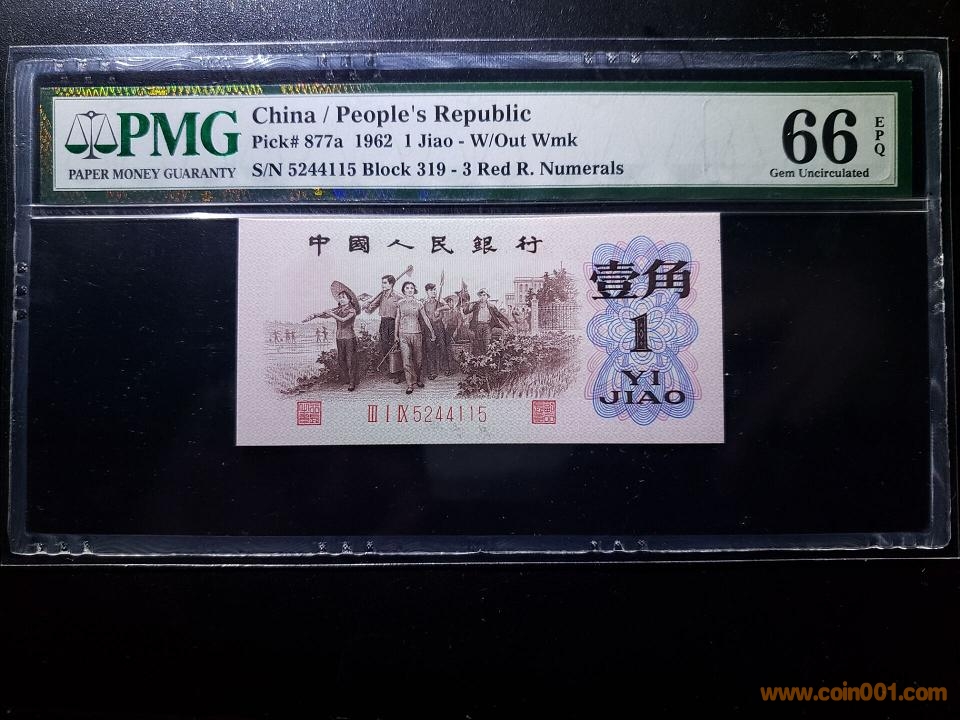 PMG
PAPER MONEY GUARANTY
China / People's Republic
Pick# 877a 1962 1 Jiao - W/Out Wmk
S/N 5244115 Block 319 - 3 Red R. Numerals
66
EPQ
Gem Uncirculated
中國人民銀行
壹角
1
YI
JIAO
III I IX 5244115
www.coin001.com